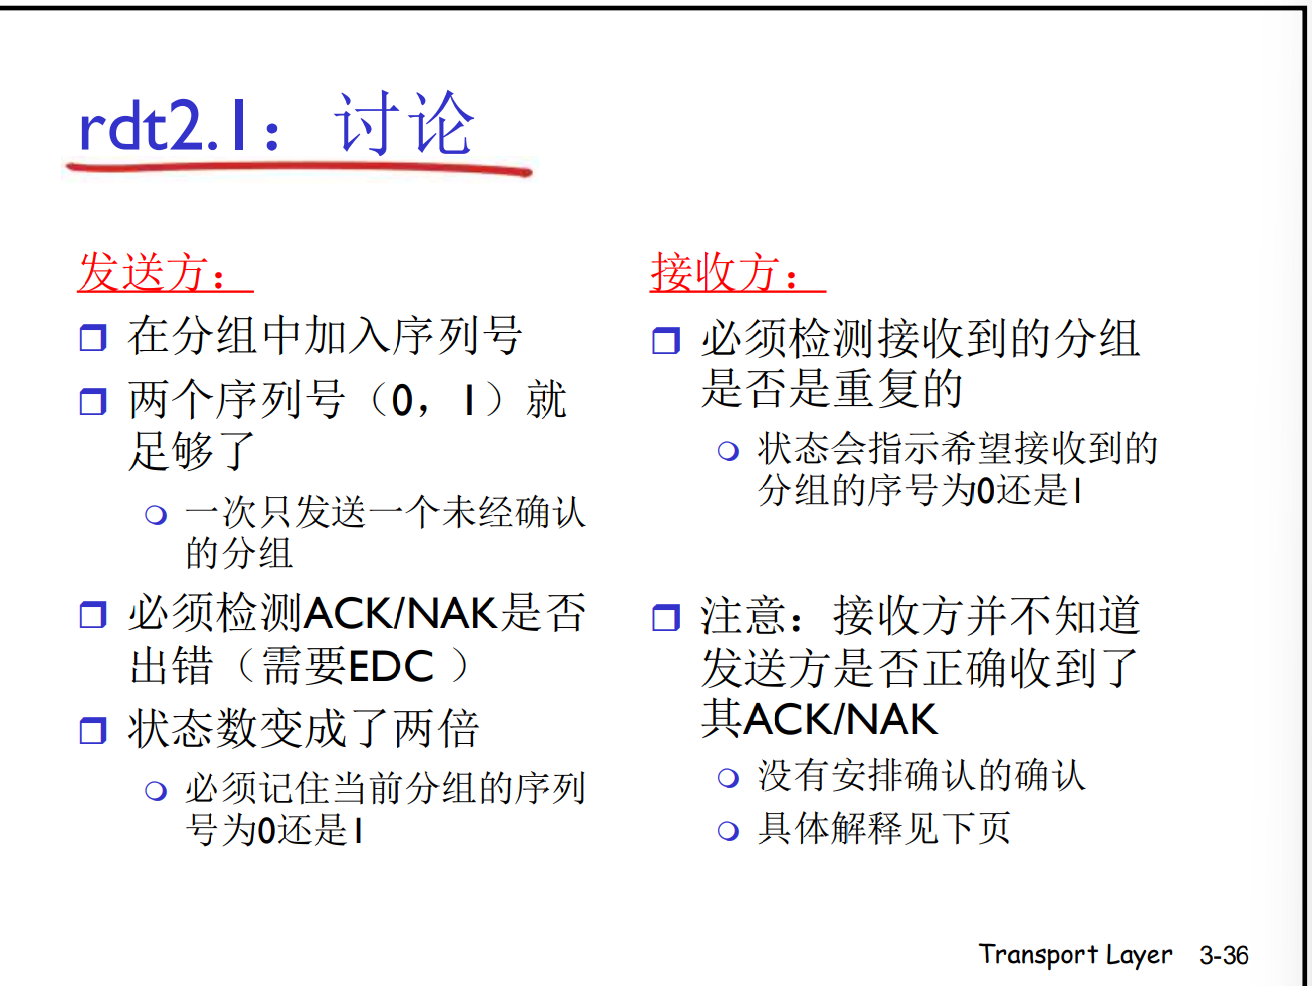 rdt2.1：讨论
发送方：
在分组中加入序列号
两个序列号（0，1）就
足够了
一次只发送一个未经确认
的分组
必须检测ACK/NAK是否
出错（需要EDC ）
状态数变成了两倍
必须记住当前分组的序列
号为0还是1
接收方：
必须检测接收到的分组
是否是重复的
状态会指示希望接收到的
分组的序号为0还是1
注意：接收方并不知道
发送方是否正确收到了
其ACK/NAK
没有安排确认的确认
具体解释见下页
Transport Layer 3-36